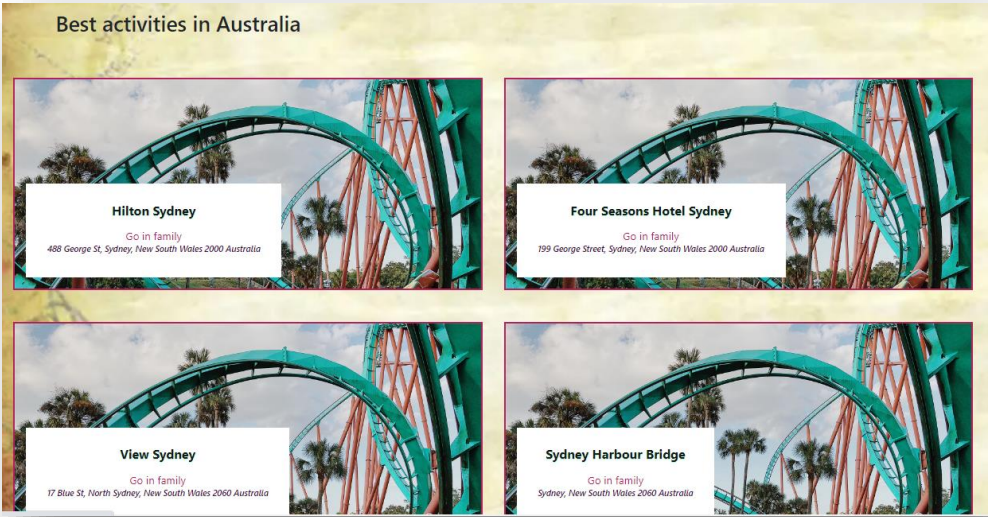 Best activities in Australia
Hilton Sydney
Go in family
488 George St, Sydney, New South Wales 2000 Australia
Four Seasons Hotel Sydney
Go in family
199 George Street, Sydney, New South Wales 2000 Australia
View Sydney
Go in family
17 Blue St, North Sydney, New South Wales 2060 Australia
Sydney Harbour Bridge
Go in family
Sydney, New South Wales 2060 Australia